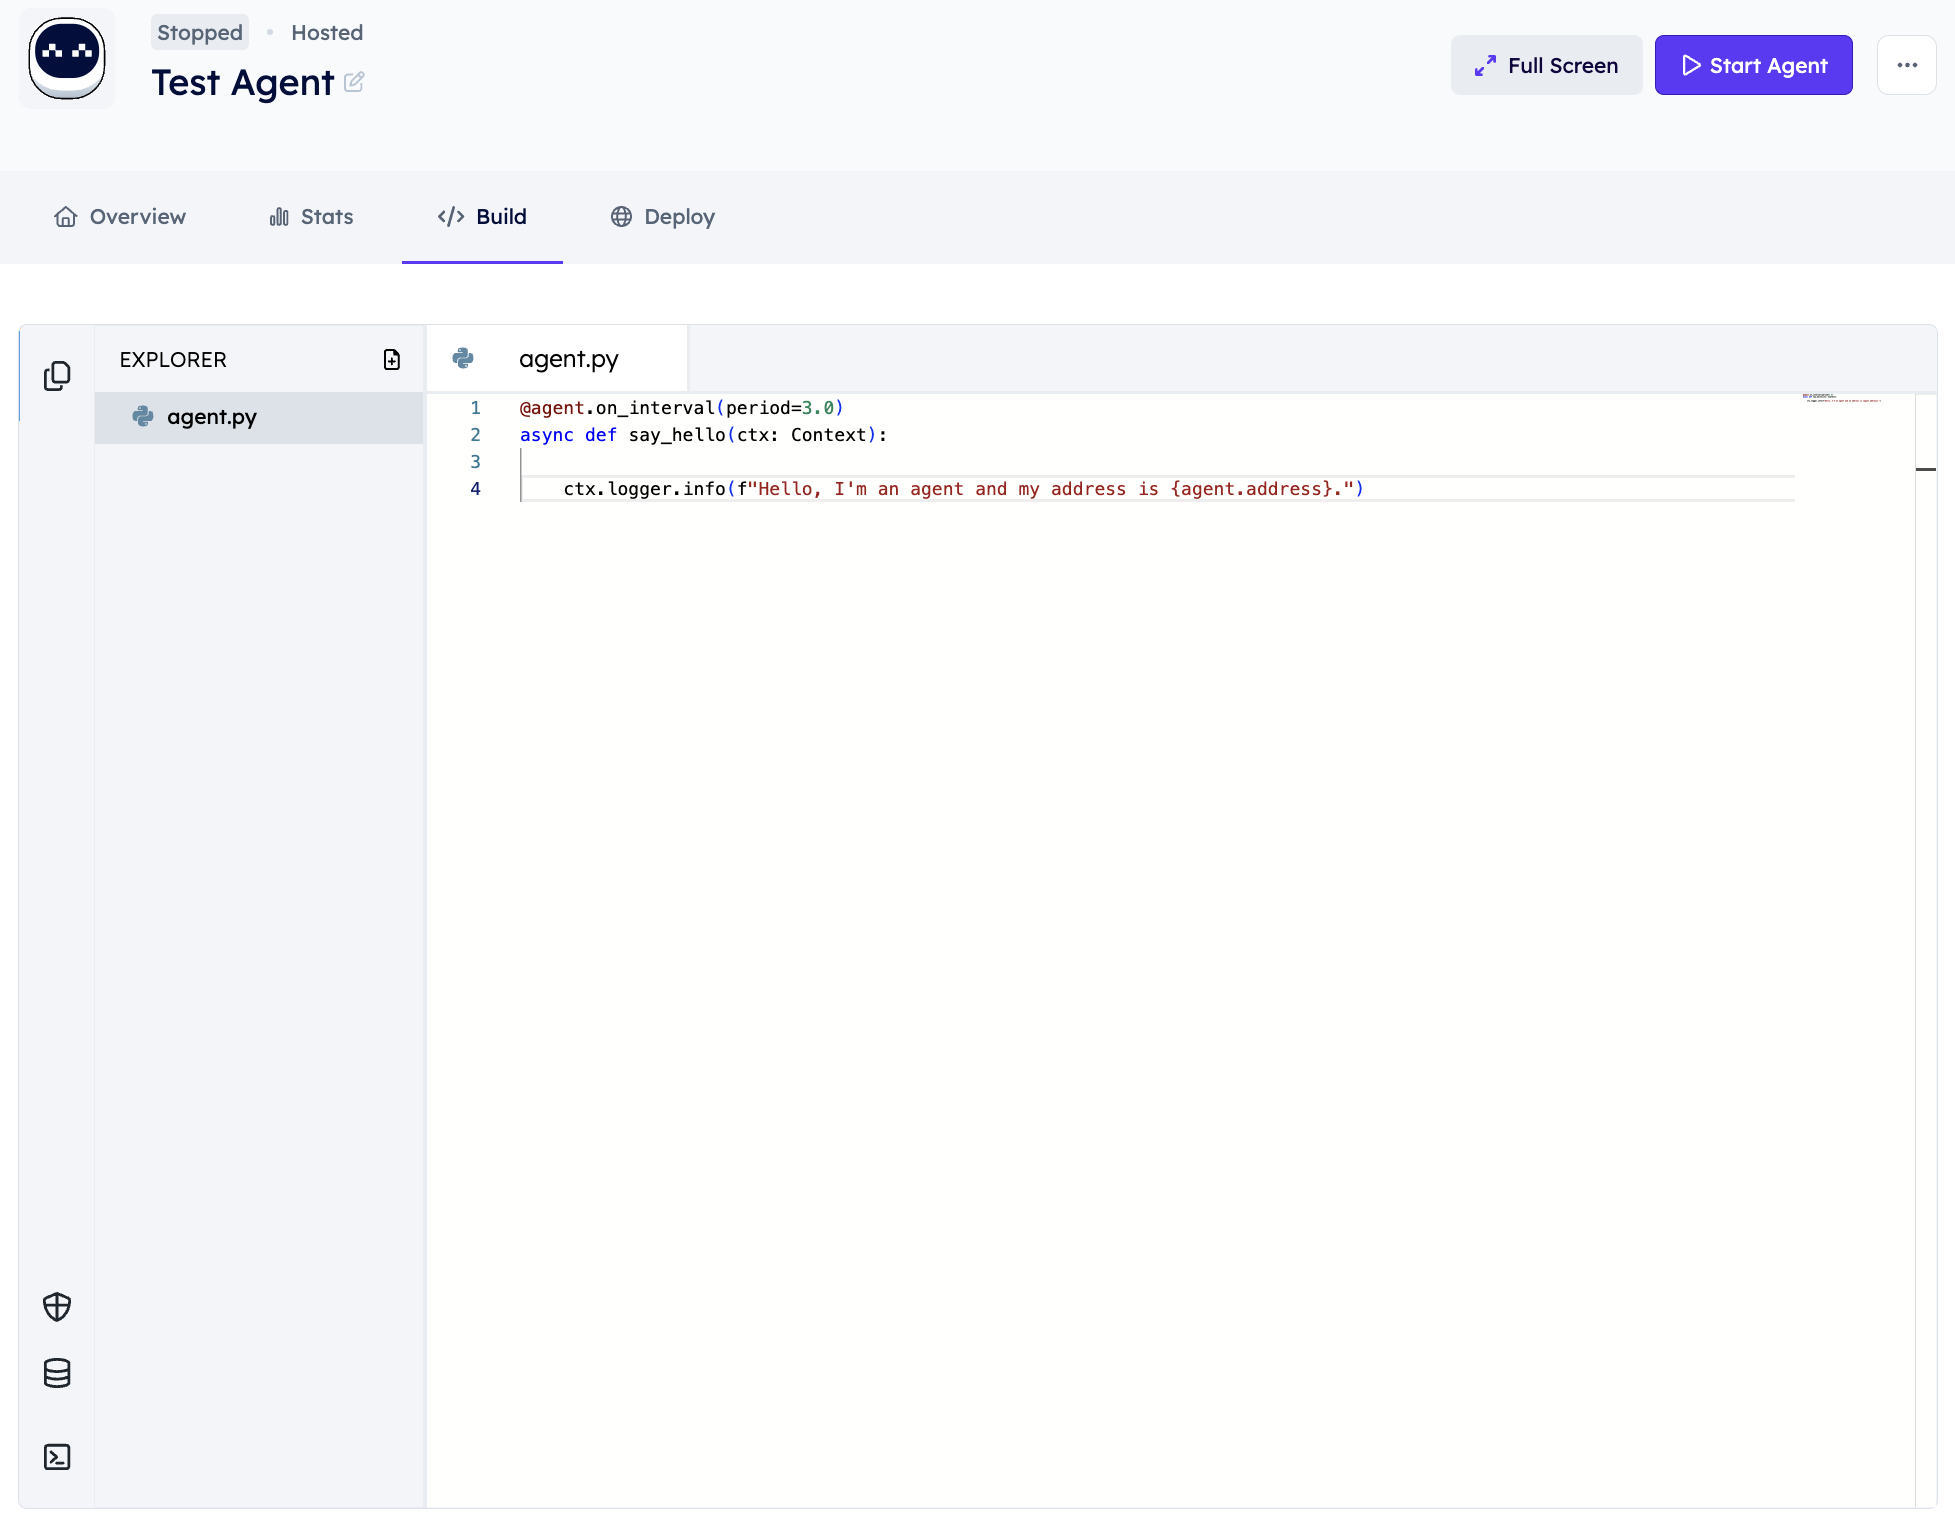 Stopped • Hosted
Test Agent
Full Screen
Start Agent
Overview
Stats
</> Build
Deploy
EXPLORER
agent.py
agent.py
1 @agent.on_interval(period=3.0)
2 async def say_hello(ctx: Context):
3
4     ctx.logger.info(f"Hello, I'm an agent and my address is {agent.address}.")